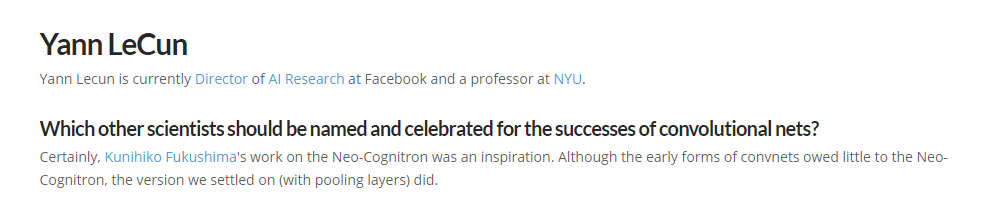 Yann LeCun
Yann Lecun is currently Director of AI Research at Facebook and a professor at NYU.
Which other scientists should be named and celebrated for the successes of convolutional nets?
Certainly, Kunihiko Fukushima's work on the Neo-Cognitron was an inspiration. Although the early forms of convnets owed little to the Neo-
Cognitron, the version we settled on (with pooling layers) did.